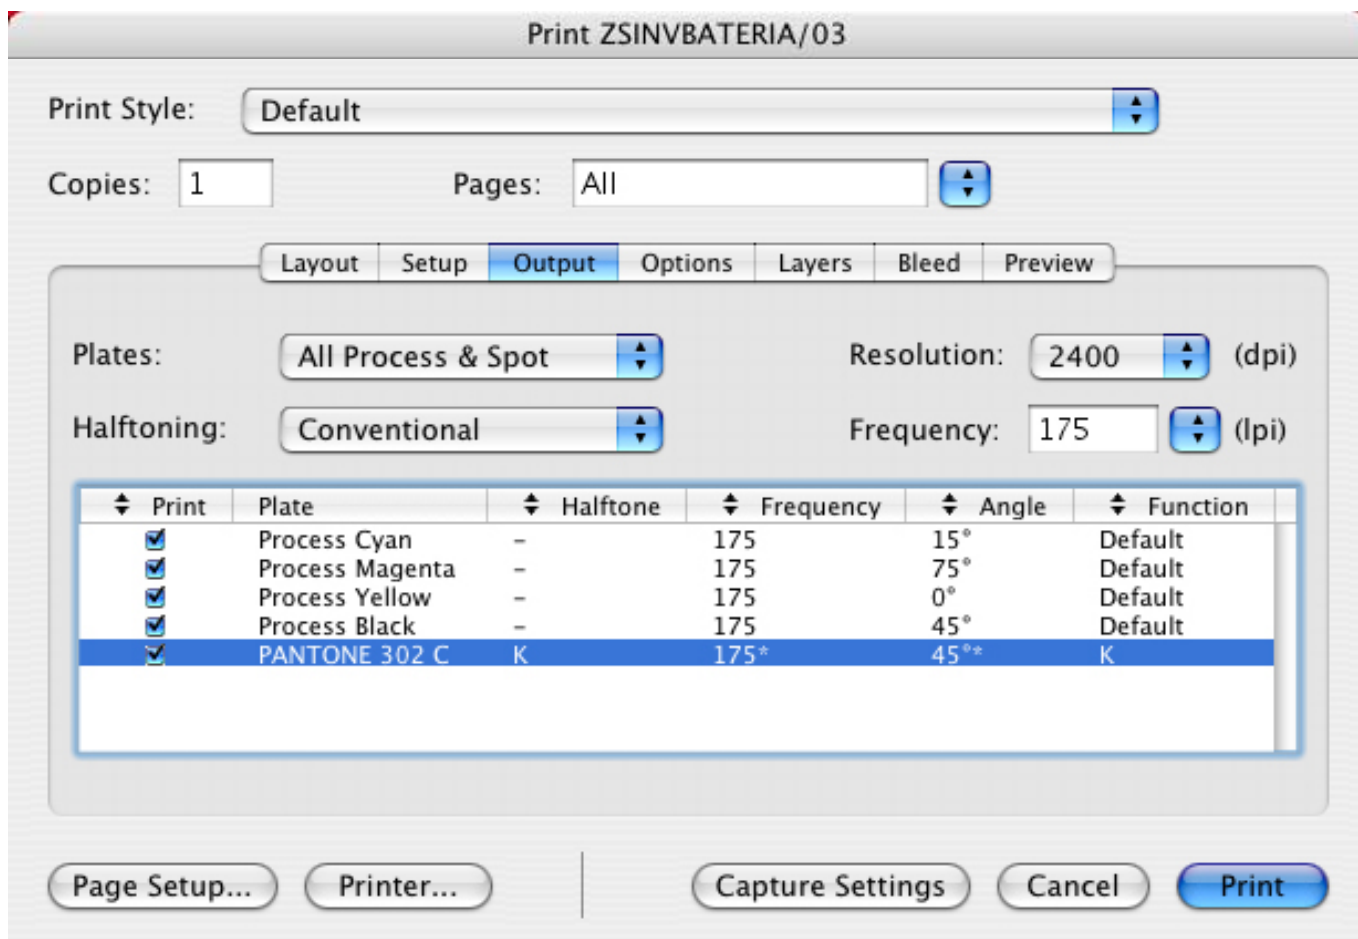 Print ZSINVBATERIA/03
Print Style: Default
Copies: 1 Pages: All
Layout Setup Output Options Layers Bleed Preview
Plates: All Process & Spot Resolution: 2400 (dpi)
Halftoning: Conventional Frequency: 175 (lpi)
Print Plate Halftone Frequency Angle Function
Process Cyan – 175 15° Default
Process Magenta – 175 75° Default
Process Yellow – 175 0° Default
Process Black – 175 45° Default
PANTONE 302 C K 175* 45°* K
Page Setup... Printer... Capture Settings Cancel Print